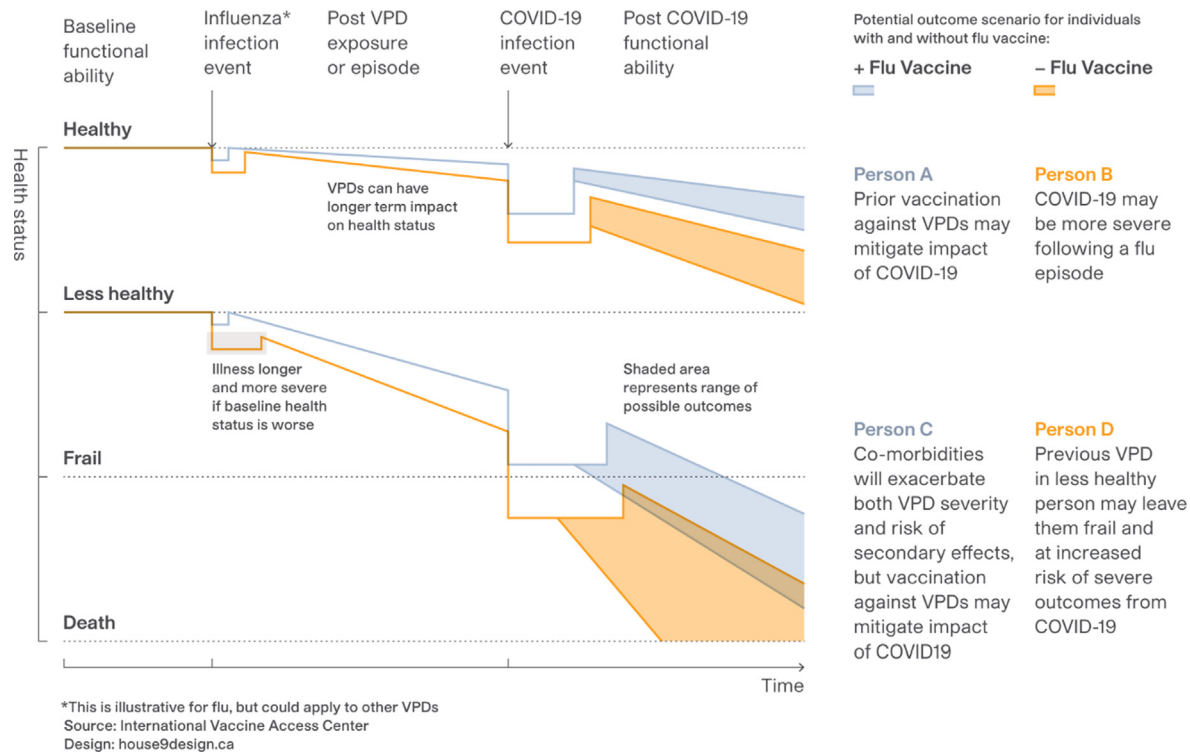 Baseline
functional
ability
Influenza*
infection
event
Post VPD
exposure
or episode
COVID-19
infection
event
Post COVID-19
functional
ability
Potential outcome scenario for individuals
with and without flu vaccine:
+ Flu Vaccine
– Flu Vaccine
Health status
Healthy
VPDs can have
longer term impact
on health status
Person A
Prior vaccination
against VPDs may
mitigate impact
of COVID-19
Person B
COVID-19 may
be more severe
following a flu
episode
Less healthy
Illness longer
and more severe
if baseline health
status is worse
Shaded area
represents range of
possible outcomes
Frail
Person C
Co-morbidities
will exacerbate
both VPD severity
and risk of
secondary effects,
but vaccination
against VPDs may
mitigate impact
of COVID19
Person D
Previous VPD
in less healthy
person may leave
them frail and
at increased
risk of severe
outcomes from
COVID-19
Death
Time
*This is illustrative for flu, but could apply to other VPDs
Source: International Vaccine Access Center
Design: house9design.ca